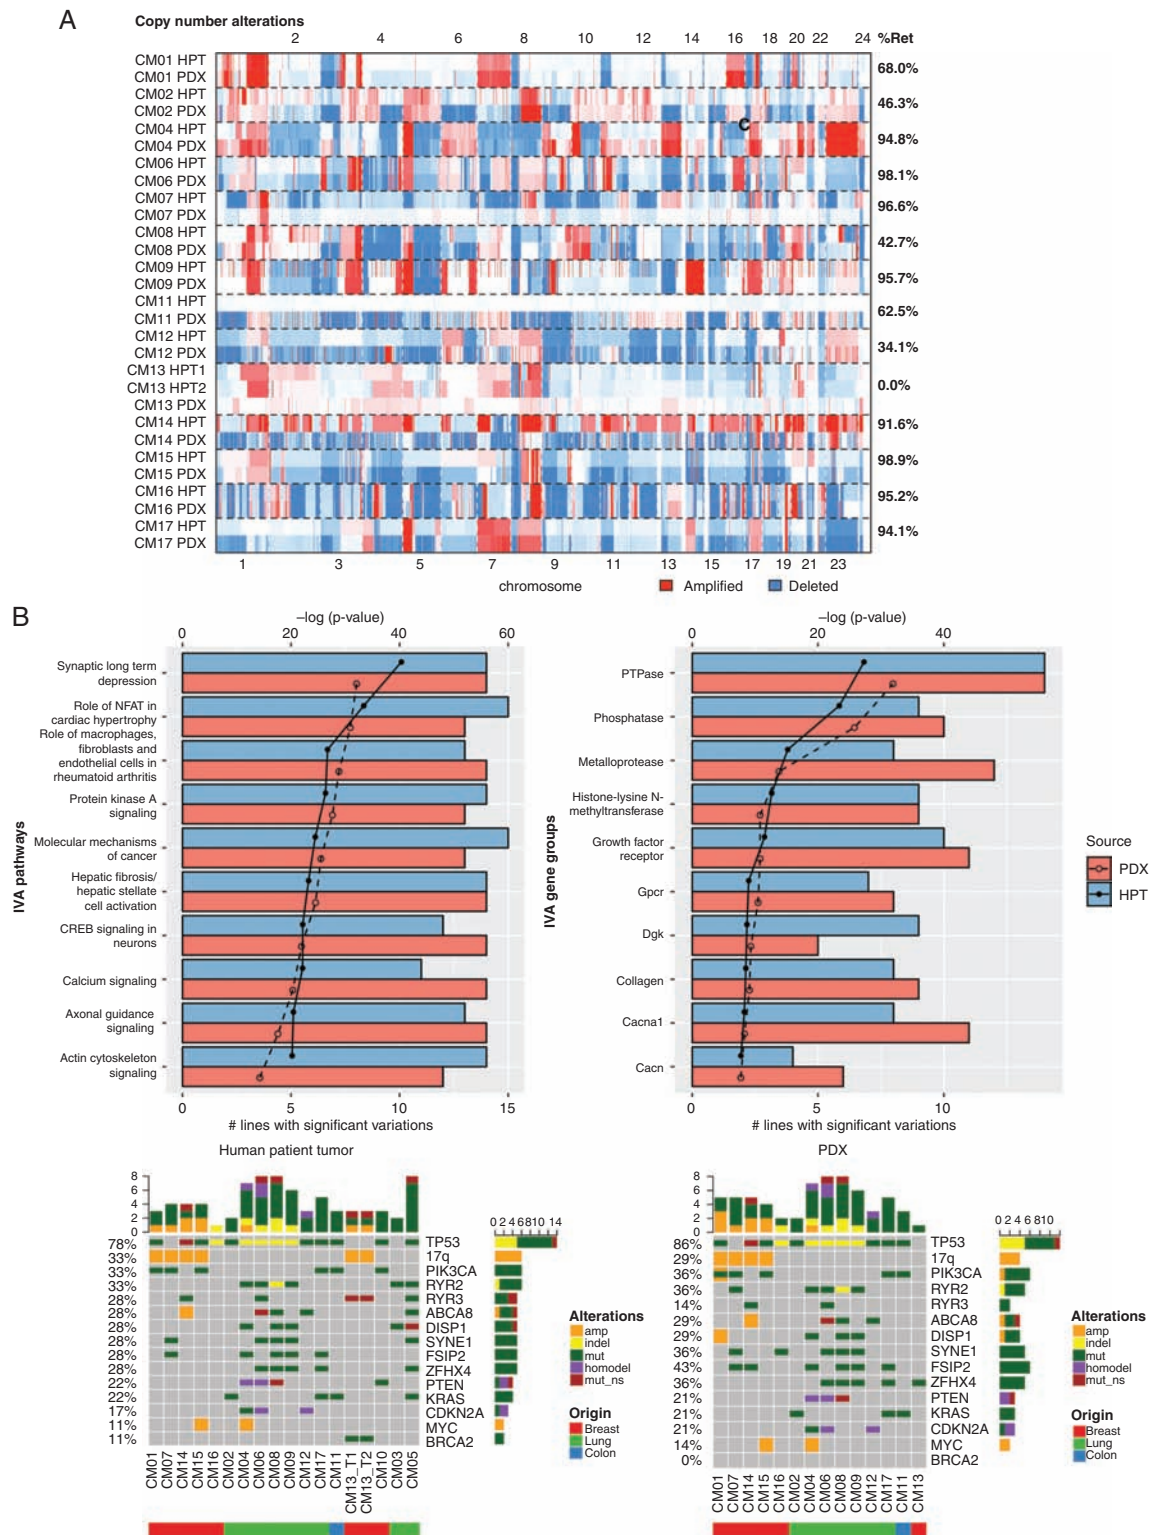 A
Copy number alterations
2 4 6 8 10 12 14 16 18 20 22 24 %Ret
CM01 HPT
CM01 PDX
68.0%
CM02 HPT
CM02 PDX
46.3%
C
CM04 HPT
CM04 PDX
94.8%
CM06 HPT
CM06 PDX
98.1%
CM07 HPT
CM07 PDX
96.6%
CM08 HPT
CM08 PDX
42.7%
CM09 HPT
CM09 PDX
95.7%
CM11 HPT
CM11 PDX
62.5%
CM12 HPT
CM12 PDX
34.1%
CM13 HPT1
CM13 HPT2
CM13 PDX
0.0%
CM14 HPT
CM14 PDX
91.6%
CM15 HPT
CM15 PDX
98.9%
CM16 HPT
CM16 PDX
95.2%
CM17 HPT
CM17 PDX
94.1%
1 3 5 7 9 11 13 15 17 19 21 23
chromosome
Amplified
Deleted
B
–log (p-value)
0 20 40 60
IVA pathways
Synaptic long term
depression
Role of NFAT in
cardiac hypertrophy
Role of macrophages,
fibroblasts and
endothelial cells in
rheumatoid arthritis
Protein kinase A
signaling
Molecular mechanisms
of cancer
Hepatic fibrosis/
hepatic stellate
cell activation
CREB signaling in
neurons
Calcium signaling
Axonal guidance
signaling
Actin cytoskeleton
signaling
0 5 10 15
# lines with significant variations
–log (p-value)
0 20 40
IVA gene groups
PTPase
Phosphatase
Metalloprotease
Histone-lysine N-
methyltransferase
Growth factor
receptor
Gpcr
Dgk
Collagen
Cacna1
Cacn
0 5 10
# lines with significant variations
Source
PDX
HPT
Human patient tumor
8
6
4
2
0
0 2 4 6 8 10 14
78% TP53
33% 17q
33% PIK3CA
33% RYR2
28% RYR3
28% ABCA8
28% DISP1
28% SYNE1
28% FSIP2
28% ZFHX4
22% PTEN
22% KRAS
17% CDKN2A
11% MYC
11% BRCA2
CM01 CM07 CM14 CM15 CM16 CM02 CM04 CM06 CM08 CM09 CM12 CM17 CM11 CM13_T1 CM13_T2 CM10 CM03 CM05
Alterations
amp
indel
mut
homodel
mut_ns
Origin
Breast
Lung
Colon
PDX
8
6
4
2
0
0 2 4 6 8 10
86% TP53
29% 17q
36% PIK3CA
36% RYR2
14% RYR3
29% ABCA8
29% DISP1
36% SYNE1
43% FSIP2
36% ZFHX4
21% PTEN
21% KRAS
21% CDKN2A
14% MYC
0% BRCA2
CM01 CM07 CM14 CM15 CM16 CM02 CM04 CM06 CM08 CM09 CM12 CM17 CM11 CM13
Alterations
amp
indel
mut
homodel
mut_ns
Origin
Breast
Lung
Colon